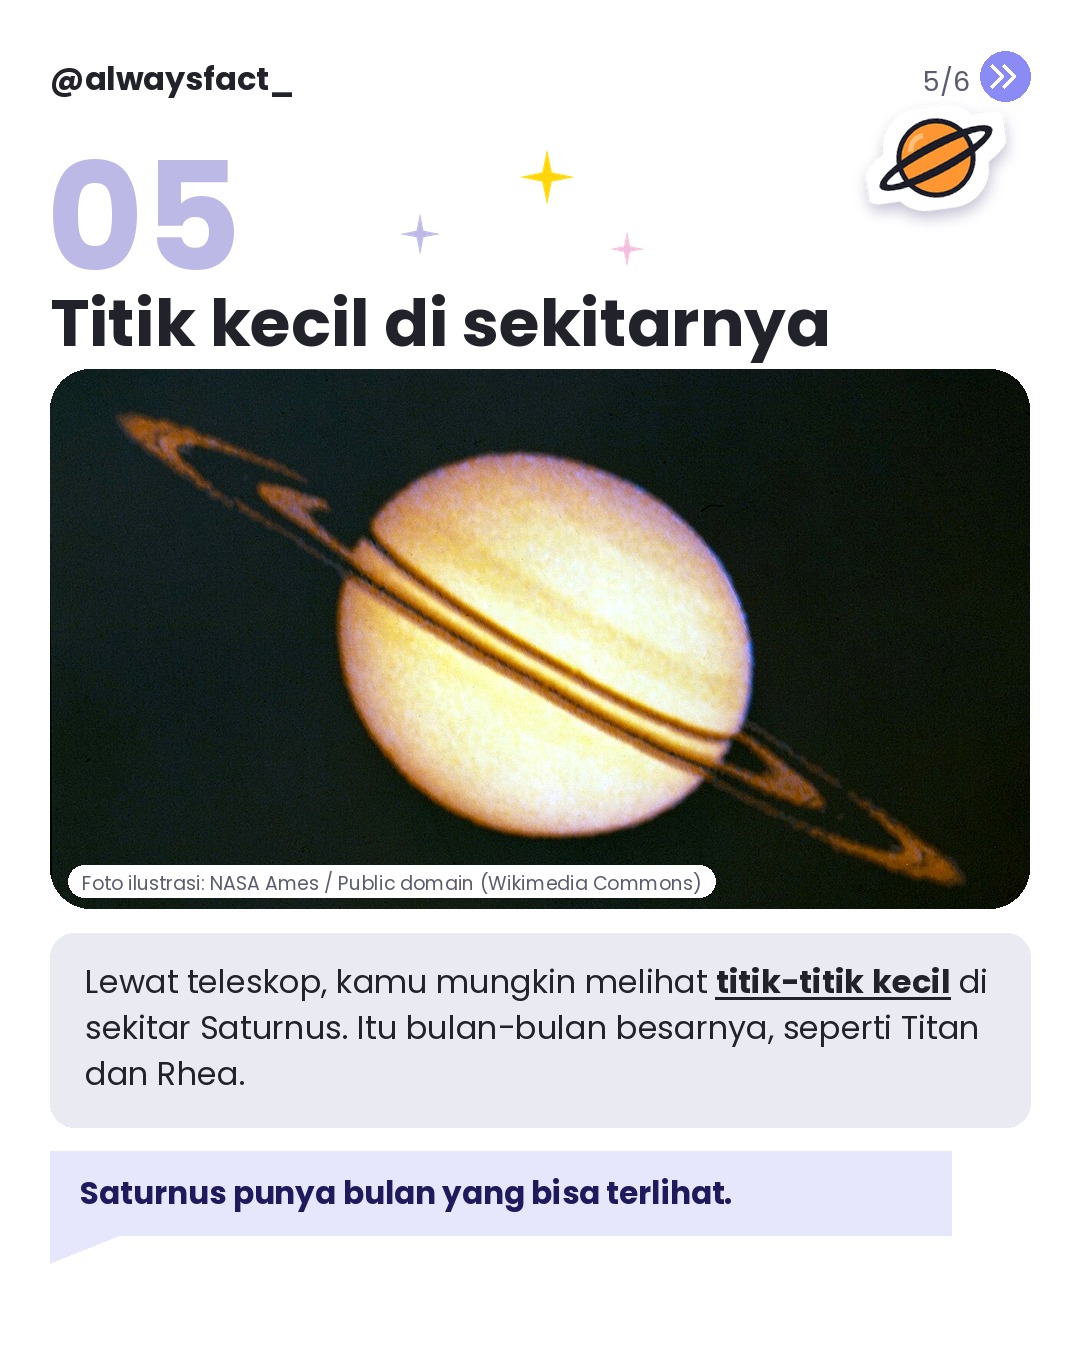 @alwaysfact_
5/6
05
Titik kecil di sekitarnya
Foto ilustrasi: NASA Ames / Public domain (Wikimedia Commons)
Lewat teleskop, kamu mungkin melihat titik-titik kecil di
sekitar Saturnus. Itu bulan-bulan besarnya, seperti Titan
dan Rhea.
Saturnus punya bulan yang bisa terlihat.